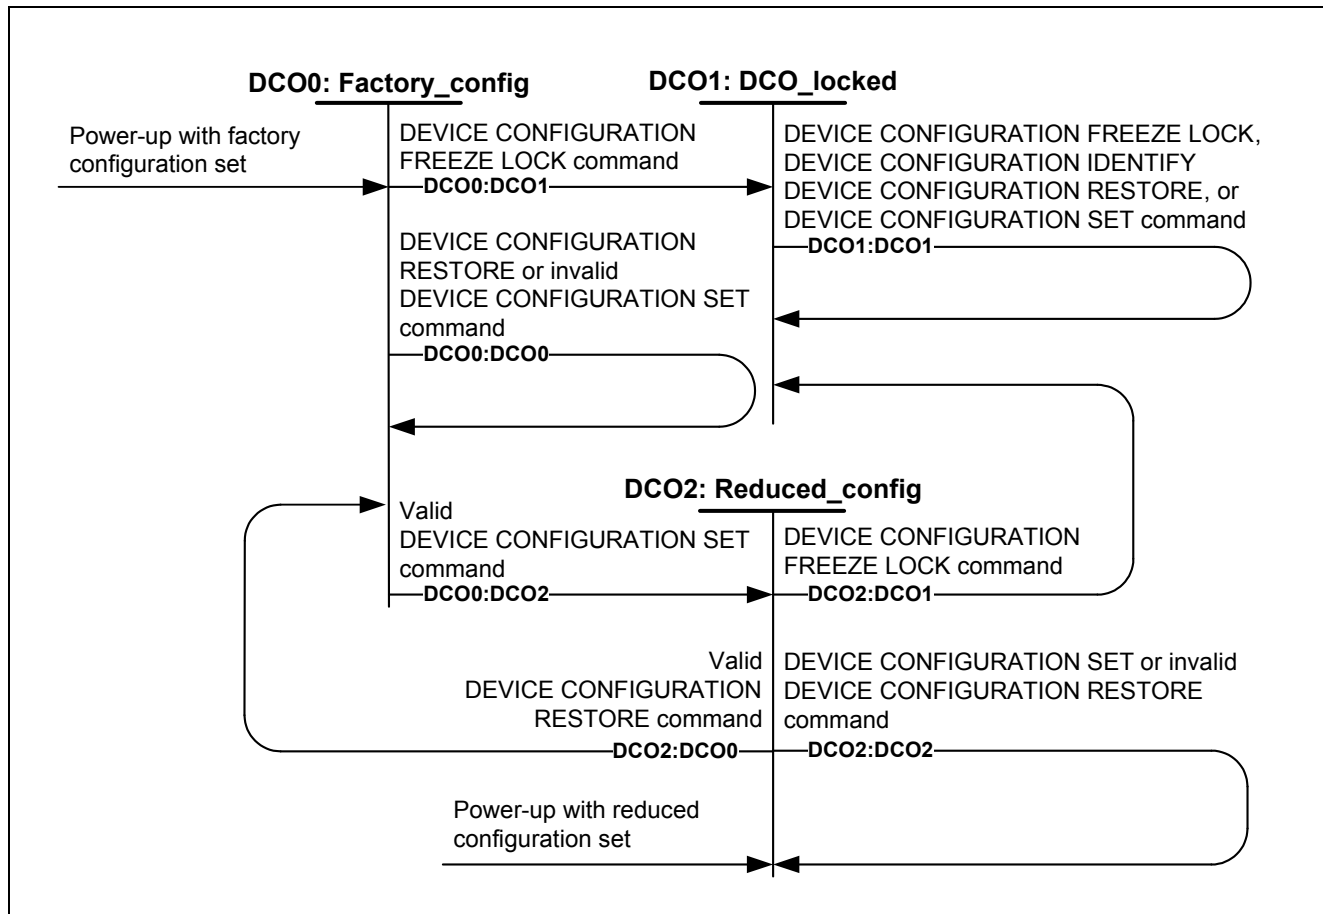 DCO0: Factory_config
DCO1: DCO_locked
Power-up with factory
configuration set
DEVICE CONFIGURATION
FREEZE LOCK command
DCO0:DCO1
DEVICE CONFIGURATION FREEZE LOCK,
DEVICE CONFIGURATION IDENTIFY
DEVICE CONFIGURATION RESTORE, or
DEVICE CONFIGURATION SET command
DCO1:DCO1
DEVICE CONFIGURATION
RESTORE or invalid
DEVICE CONFIGURATION SET
command
DCO0:DCO0
DCO2: Reduced_config
Valid
DEVICE CONFIGURATION SET
command
DCO0:DCO2
DEVICE CONFIGURATION
FREEZE LOCK command
DCO2:DCO1
Valid
DEVICE CONFIGURATION
RESTORE command
DCO2:DCO0
DEVICE CONFIGURATION SET or invalid
DEVICE CONFIGURATION RESTORE
command
DCO2:DCO2
Power-up with reduced
configuration set